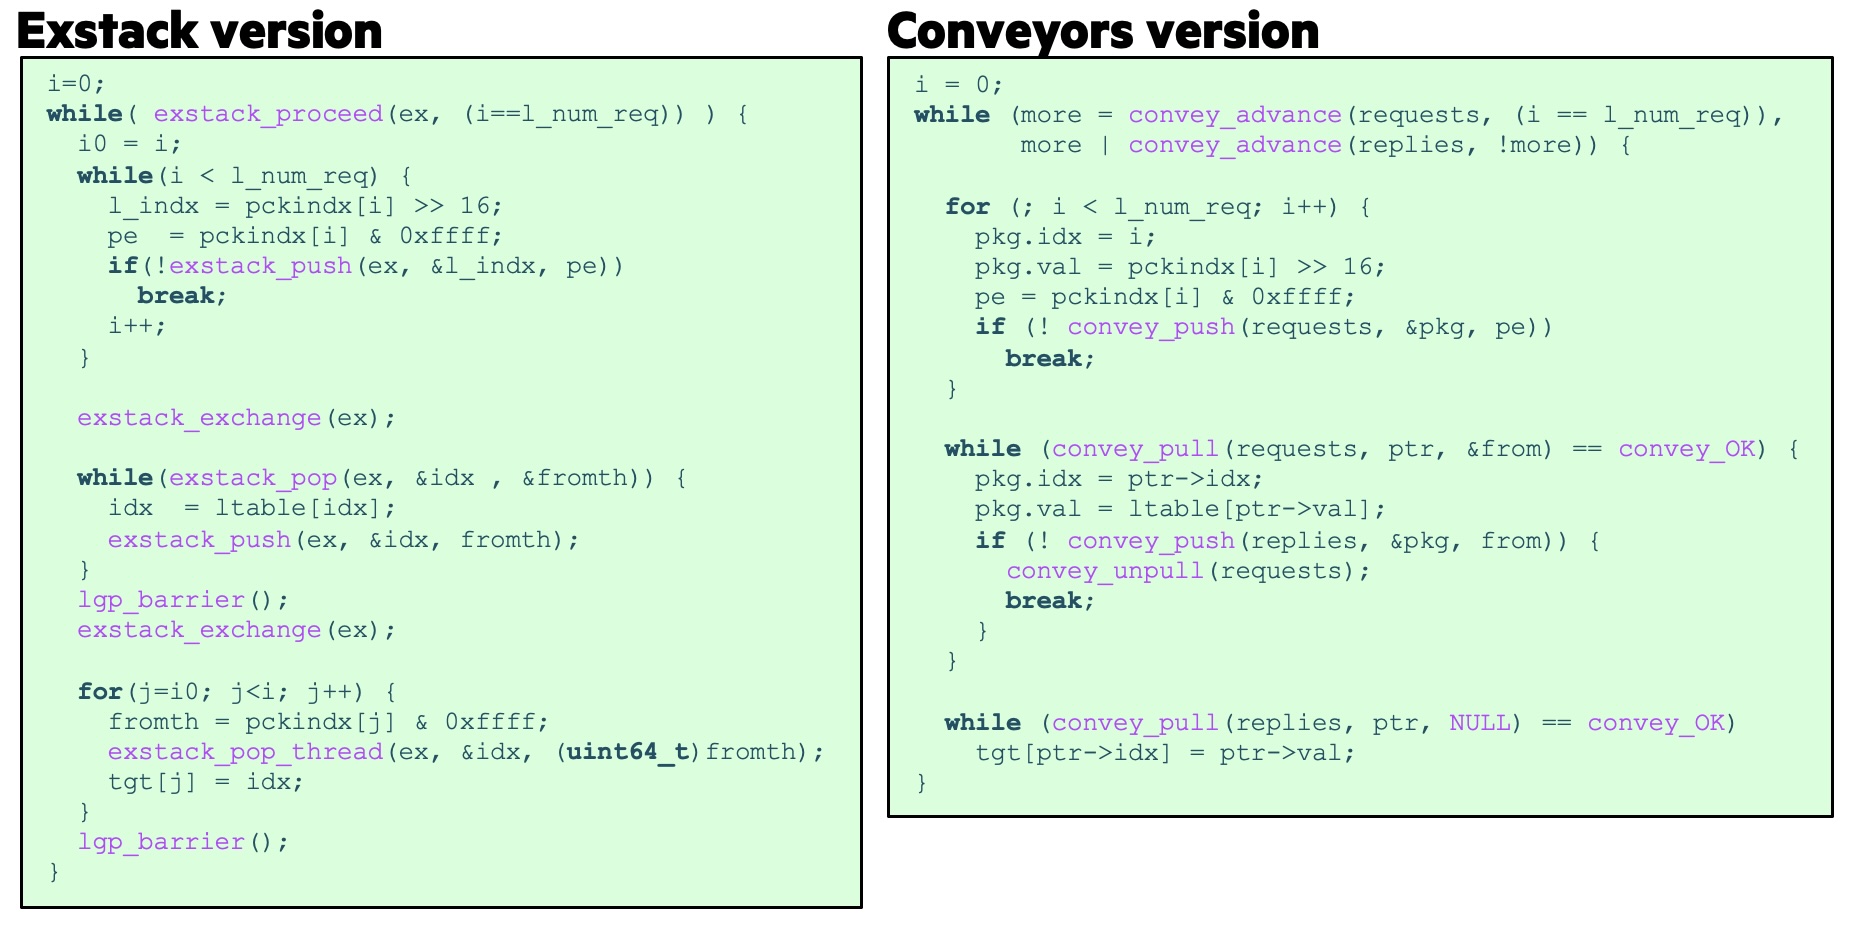 Exstack version
i=0;
while( exstack_proceed(ex, (i==l_num_req)) ) {
  i0 = i;
  while(i < l_num_req) {
    l_indx = pckindx[i] >> 16;
    pe  = pckindx[i] & 0xffff;
    if(!exstack_push(ex, &l_indx, pe))
      break;
    i++;
  }

  exstack_exchange(ex);

  while(exstack_pop(ex, &idx , &fromth)) {
    idx  = ltable[idx];
    exstack_push(ex, &idx, fromth);
  }
  lgp_barrier();
  exstack_exchange(ex);

  for(j=i0; j<i; j++) {
    fromth = pckindx[j] & 0xffff;
    exstack_pop_thread(ex, &idx, (uint64_t)fromth);
    tgt[j] = idx;
  }
  lgp_barrier();
}
Conveyors version
i = 0;
while (more = convey_advance(requests, (i == l_num_req)),
       more | convey_advance(replies, !more)) {

  for (; i < l_num_req; i++) {
    pkg.idx = i;
    pkg.val = pckindx[i] >> 16;
    pe = pckindx[i] & 0xffff;
    if (! convey_push(requests, &pkg, pe))
      break;
  }

  while (convey_pull(requests, ptr, &from) == convey_OK) {
    pkg.idx = ptr->idx;
    pkg.val = ltable[ptr->val];
    if (! convey_push(replies, &pkg, from)) {
      convey_unpull(requests);
      break;
    }
  }

  while (convey_pull(replies, ptr, NULL) == convey_OK)
    tgt[ptr->idx] = ptr->val;
}